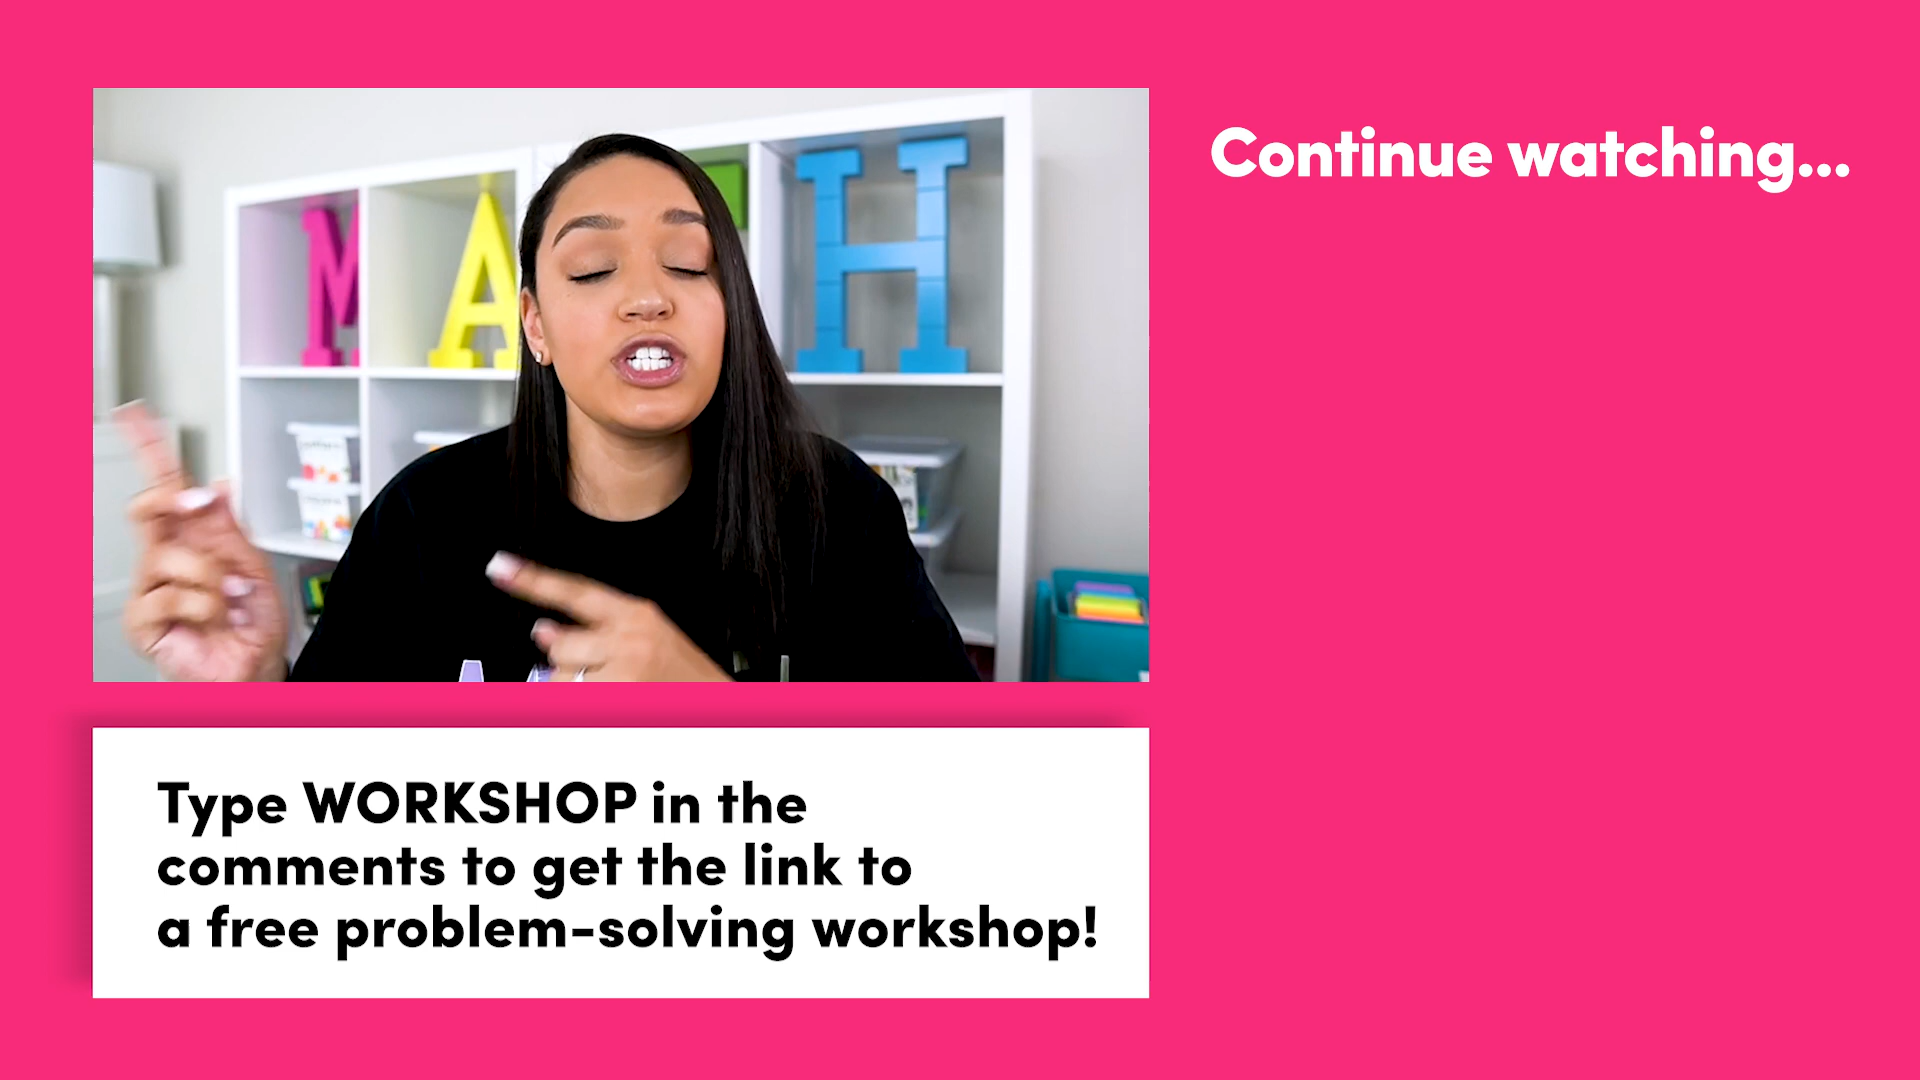 M A H
Continue watching...
Type WORKSHOP in the
comments to get the link to
a free problem-solving workshop!